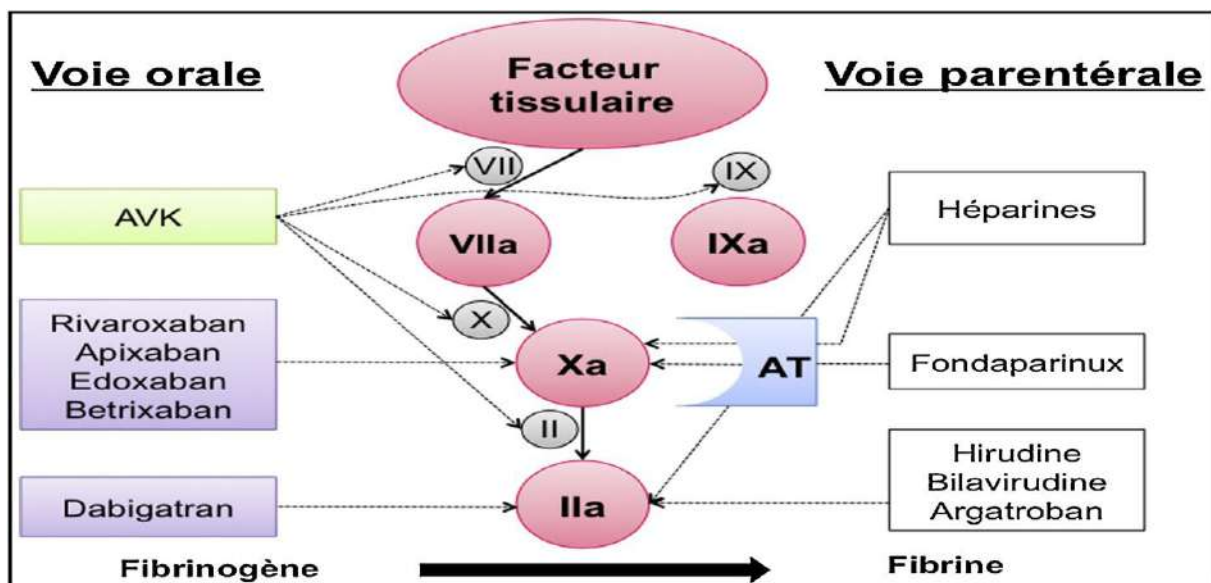 Voie orale
Facteur
tissulaire
Voie parentérale
VII
IX
AVK
Héparines
VIIa
IXa
X
Rivaroxaban
Apixaban
Edoxaban
Betrixaban
Xa
AT
Fondaparinux
II
Dabigatran
IIa
Hirudine
Bilavirudine
Argatroban
Fibrinogène
Fibrine